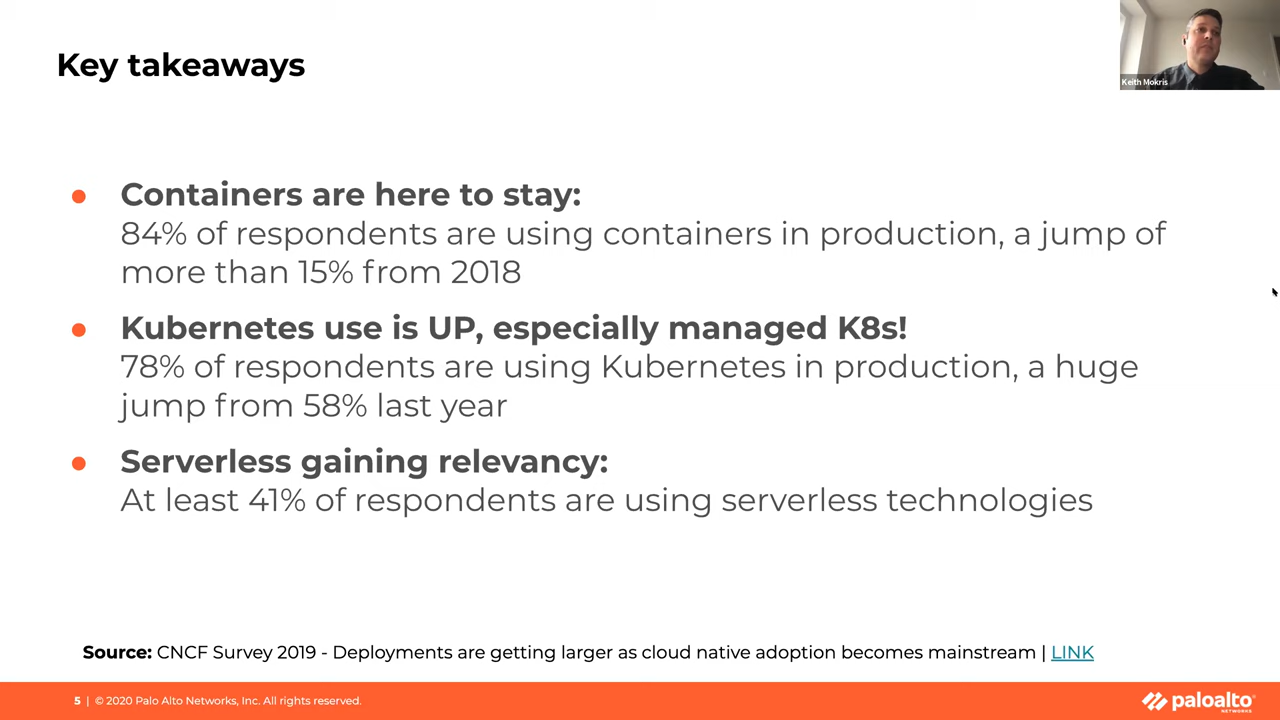 Key takeaways
Keith Mokris
● Containers are here to stay:
84% of respondents are using containers in production, a jump of
more than 15% from 2018
● Kubernetes use is UP, especially managed K8s!
78% of respondents are using Kubernetes in production, a huge
jump from 58% last year
● Serverless gaining relevancy:
At least 41% of respondents are using serverless technologies
Source: CNCF Survey 2019 - Deployments are getting larger as cloud native adoption becomes mainstream | LINK
5 | © 2020 Palo Alto Networks, Inc. All rights reserved.
paloalto
NETWORKS